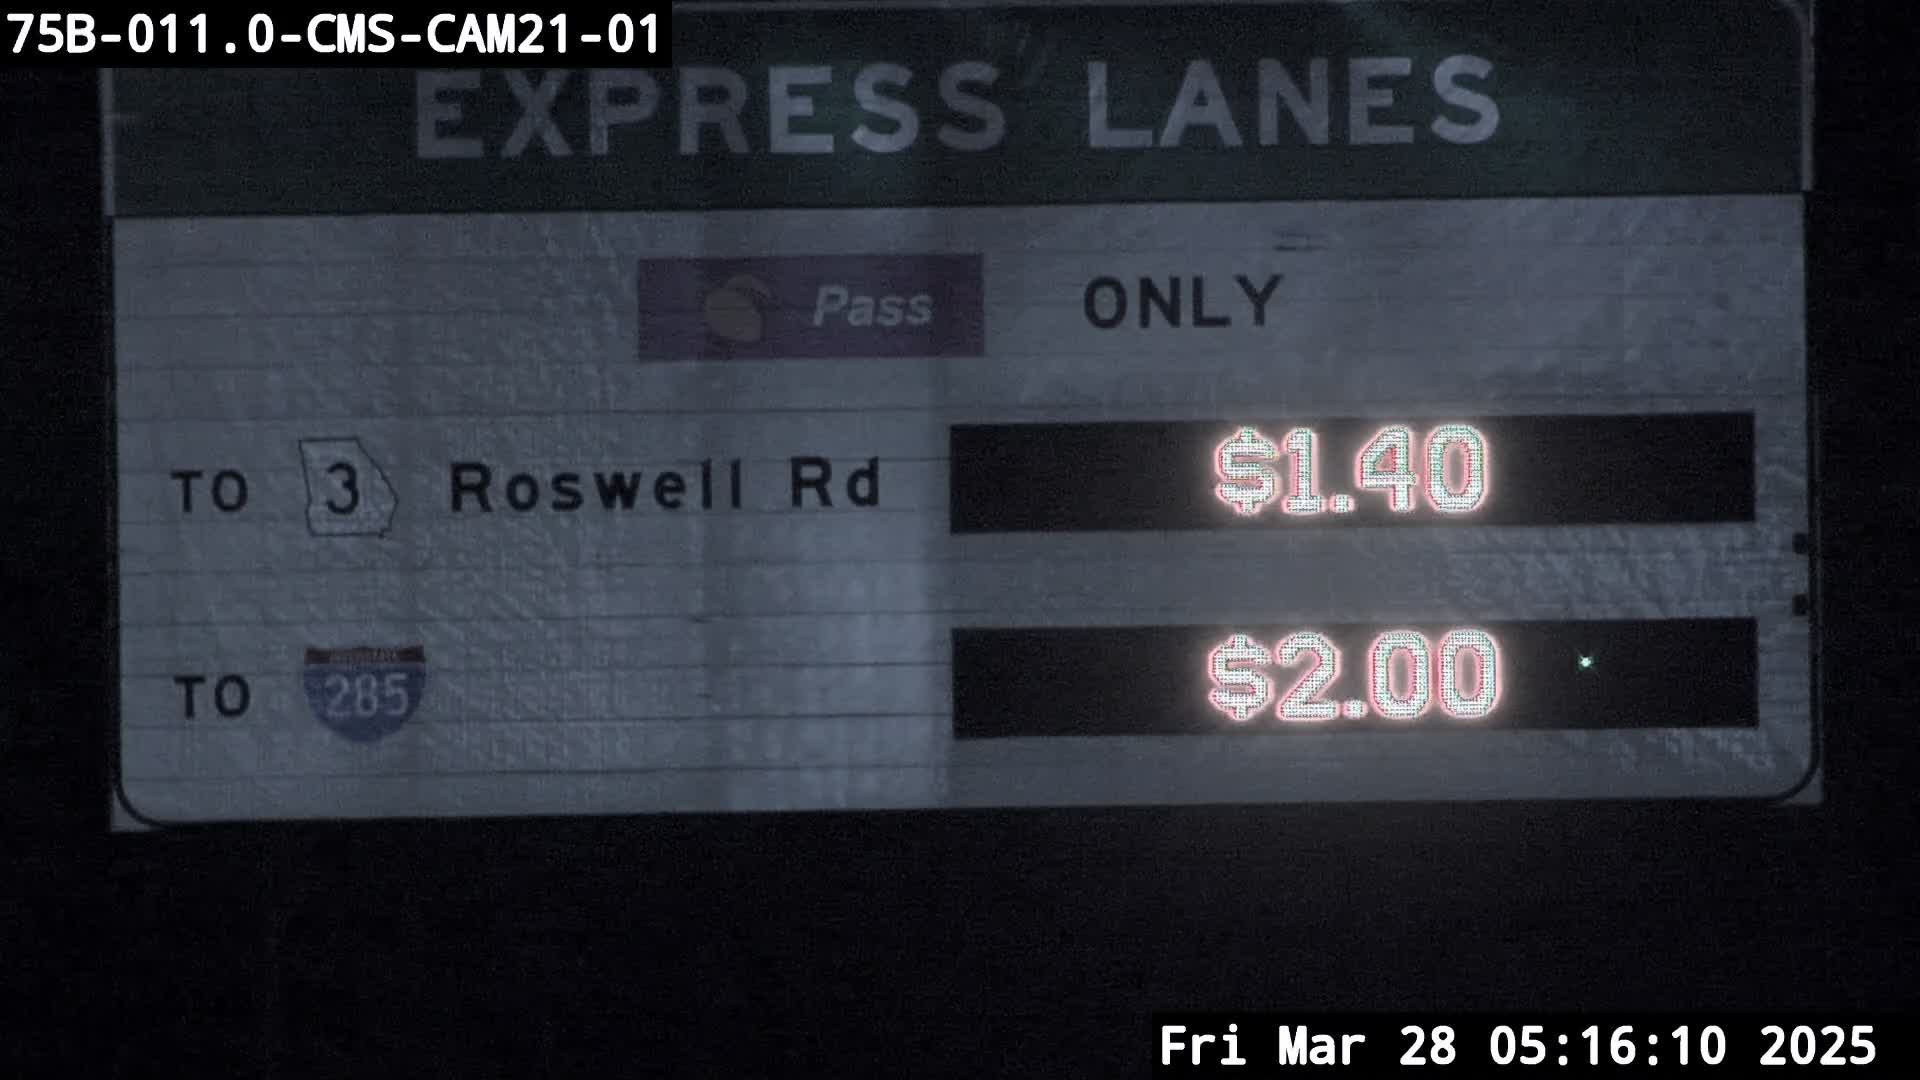 75B-011.0-CMS-CAM21-01
EXPRESS LANES
Pass ONLY
TO 3 Roswell Rd $1.40
TO 285 $2.00
Fri Mar 28 05:16:10 2025